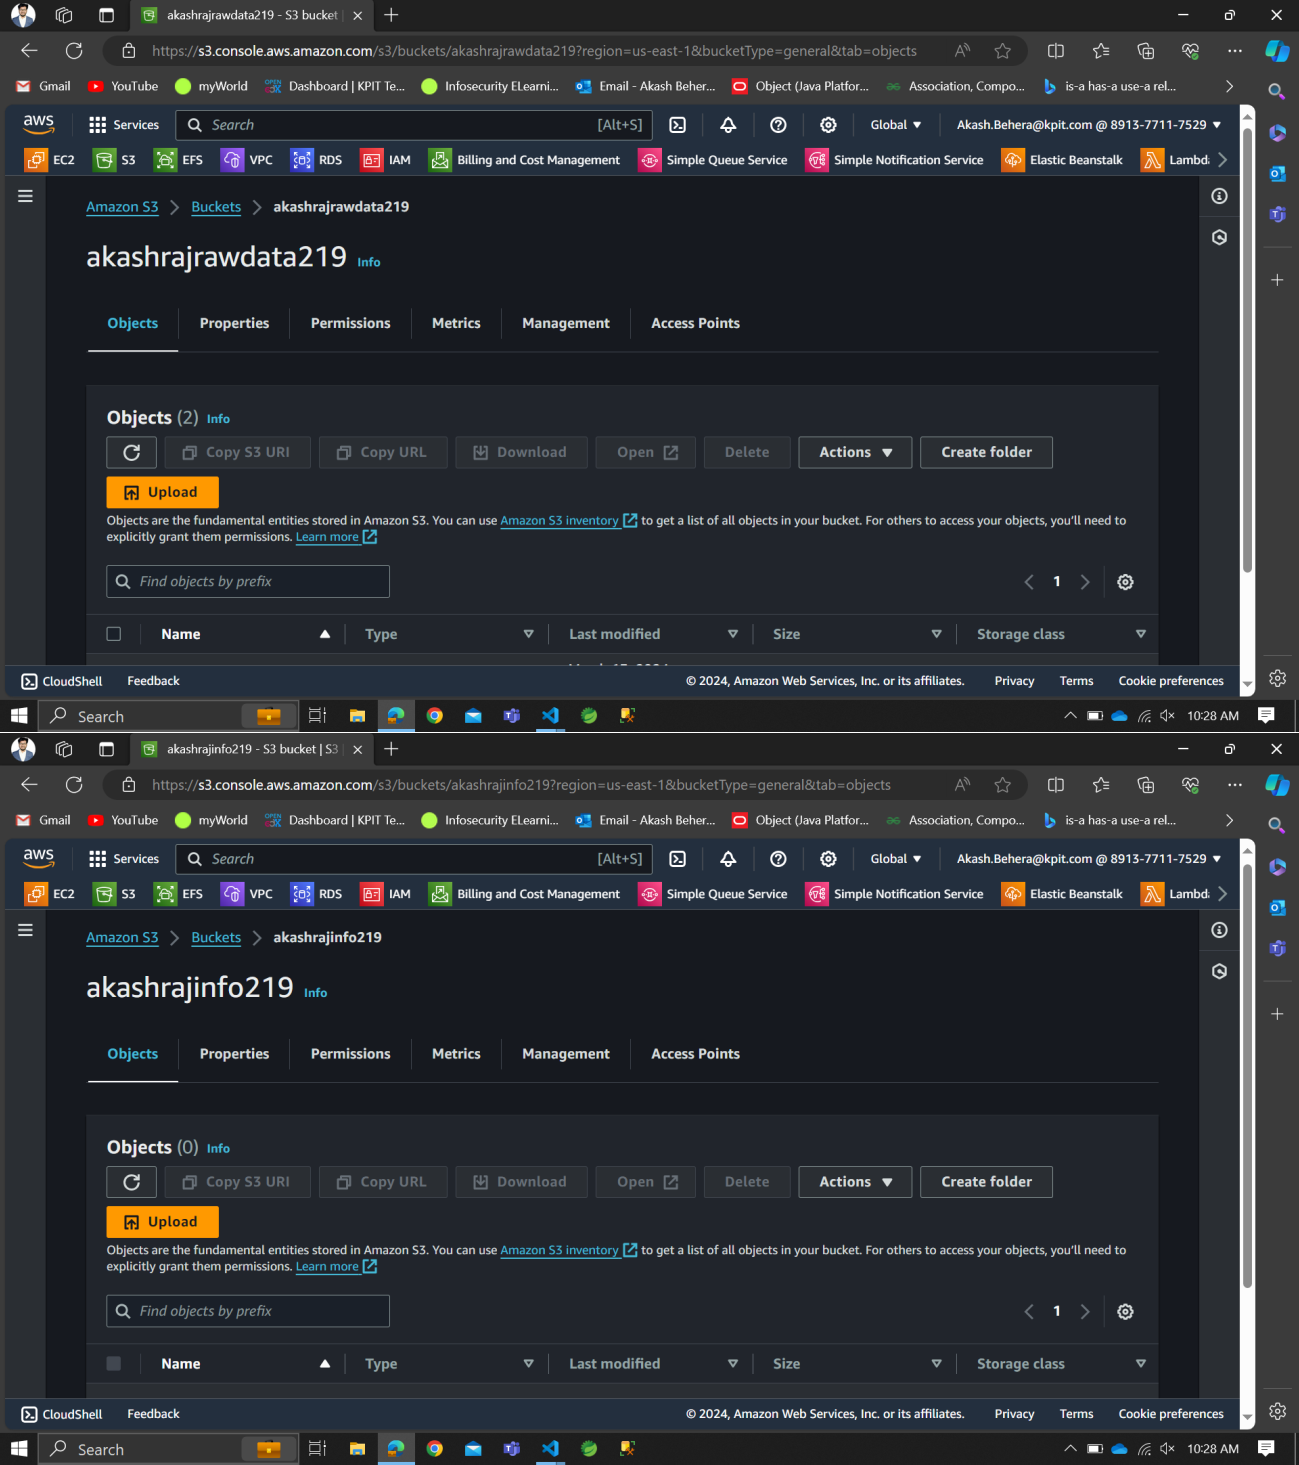 akashrajrawdata219 - S3 bucket
https://s3.console.aws.amazon.com/s3/buckets/akashrajrawdata219?region=us-east-1&bucketType=general&tab=objects
Gmail YouTube myWorld Dashboard | KPIT Te... Infosecurity ELearni... Email - Akash Beher... Object (Java Platfor... Association, Compo... is-a has-a use-a rel...
aws Services Search [Alt+S] Global Akash.Behera@kpit.com @ 8913-7711-7529
EC2 S3 EFS VPC RDS IAM Billing and Cost Management Simple Queue Service Simple Notification Service Elastic Beanstalk Lambd
Amazon S3 Buckets akashrajrawdata219
akashrajrawdata219 Info
Objects Properties Permissions Metrics Management Access Points
Objects (2) Info
Copy S3 URI Copy URL Download Open Delete Actions Create folder
Upload
Objects are the fundamental entities stored in Amazon S3. You can use Amazon S3 inventory to get a list of all objects in your bucket. For others to access your objects, you'll need to
explicitly grant them permissions. Learn more
Find objects by prefix 1
Name Type Last modified Size Storage class
CloudShell Feedback © 2024, Amazon Web Services, Inc. or its affiliates. Privacy Terms Cookie preferences
Search 10:28 AM
akashrajinfo219 - S3 bucket | S3
https://s3.console.aws.amazon.com/s3/buckets/akashrajinfo219?region=us-east-1&bucketType=general&tab=objects
Gmail YouTube myWorld Dashboard | KPIT Te... Infosecurity ELearni... Email - Akash Beher... Object (Java Platfor... Association, Compo... is-a has-a use-a rel...
aws Services Search [Alt+S] Global Akash.Behera@kpit.com @ 8913-7711-7529
EC2 S3 EFS VPC RDS IAM Billing and Cost Management Simple Queue Service Simple Notification Service Elastic Beanstalk Lambd
Amazon S3 Buckets akashrajinfo219
akashrajinfo219 Info
Objects Properties Permissions Metrics Management Access Points
Objects (0) Info
Copy S3 URI Copy URL Download Open Delete Actions Create folder
Upload
Objects are the fundamental entities stored in Amazon S3. You can use Amazon S3 inventory to get a list of all objects in your bucket. For others to access your objects, you'll need to
explicitly grant them permissions. Learn more
Find objects by prefix 1
Name Type Last modified Size Storage class
CloudShell Feedback © 2024, Amazon Web Services, Inc. or its affiliates. Privacy Terms Cookie preferences
Search 10:28 AM